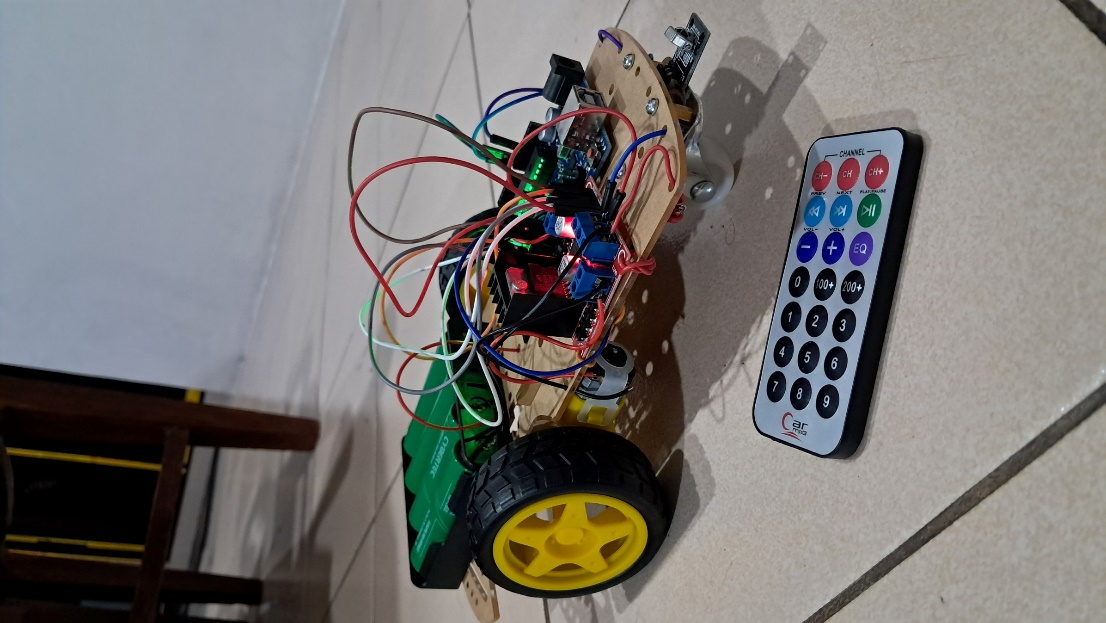 CHANNEL
CH- CH CH+
PREV NEXT PLAY/PAUSE
VOL- VOL+
- + EQ
0 100+ 200+
1 2 3
4 5 6
7 8 9
Car
mp3